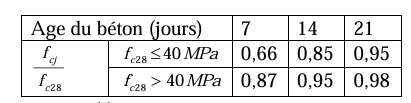 Age du béton (jours) 7 14 21
f_cj / f_c28 f_c28 ≤ 40 MPa 0,66 0,85 0,95
f_c28 > 40 MPa 0,87 0,95 0,98